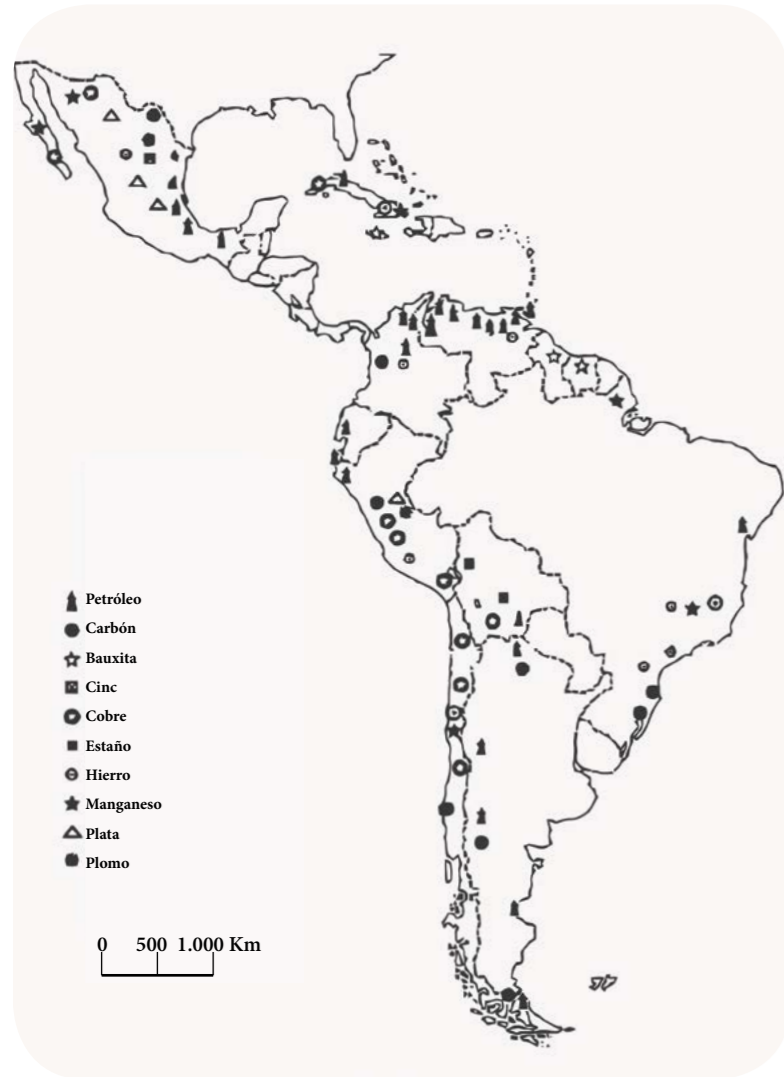 Petróleo
Carbón
Bauxita
Cinc
Cobre
Estaño
Hierro
Manganeso
Plata
Plomo
0 500 1.000 Km